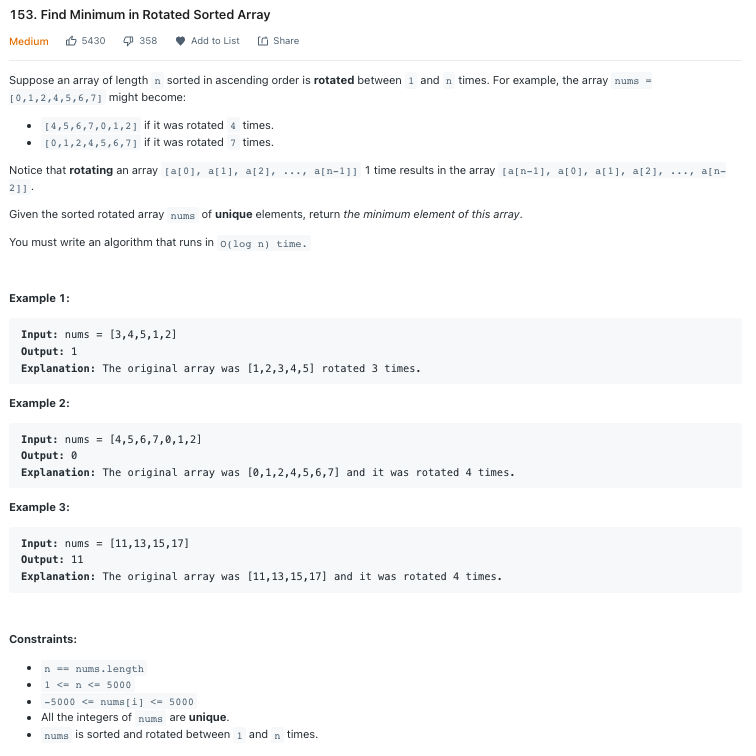 153. Find Minimum in Rotated Sorted Array
Medium 5430 358 Add to List Share
Suppose an array of length n sorted in ascending order is rotated between 1 and n times. For example, the array nums =
[0,1,2,4,5,6,7] might become:
• [4,5,6,7,0,1,2] if it was rotated 4 times.
• [0,1,2,4,5,6,7] if it was rotated 7 times.
Notice that rotating an array [a[0], a[1], a[2], ..., a[n-1]] 1 time results in the array [a[n-1], a[0], a[1], a[2], ..., a[n-
2]].
Given the sorted rotated array nums of unique elements, return the minimum element of this array.
You must write an algorithm that runs in O(log n) time.
Example 1:
Input: nums = [3,4,5,1,2]
Output: 1
Explanation: The original array was [1,2,3,4,5] rotated 3 times.
Example 2:
Input: nums = [4,5,6,7,0,1,2]
Output: 0
Explanation: The original array was [0,1,2,4,5,6,7] and it was rotated 4 times.
Example 3:
Input: nums = [11,13,15,17]
Output: 11
Explanation: The original array was [11,13,15,17] and it was rotated 4 times.
Constraints:
• n == nums.length
• 1 <= n <= 5000
• -5000 <= nums[i] <= 5000
• All the integers of nums are unique.
• nums is sorted and rotated between 1 and n times.